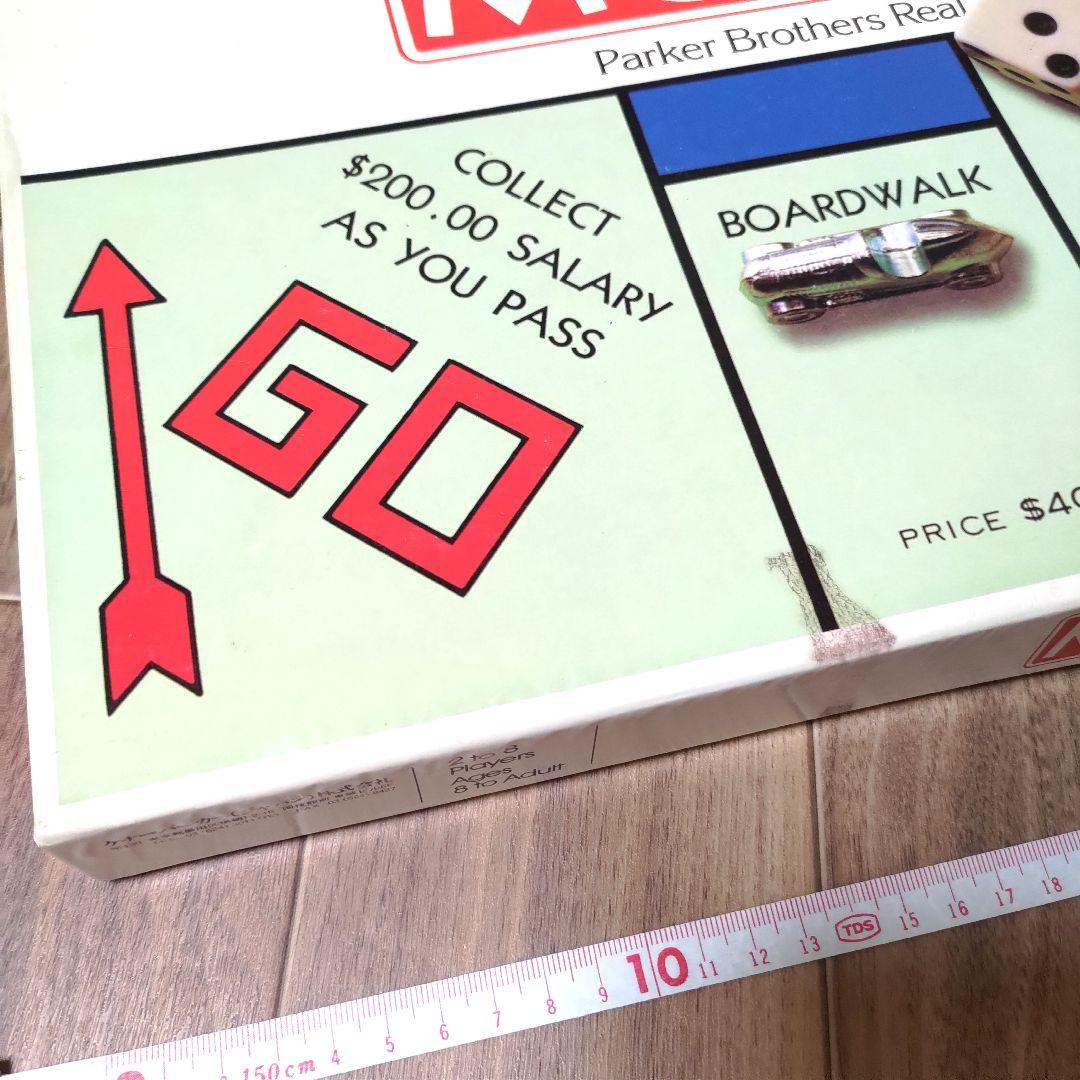 Parker Brothers Real
COLLECT
$200.00 SALARY
AS YOU PASS
GO
BOARDWALK
PRICE $40
2 to 8
Players
Ages
8 to Adult
150cm 4 5 6 7 8 9 10 11 12 13 TDS 15 16 17 18